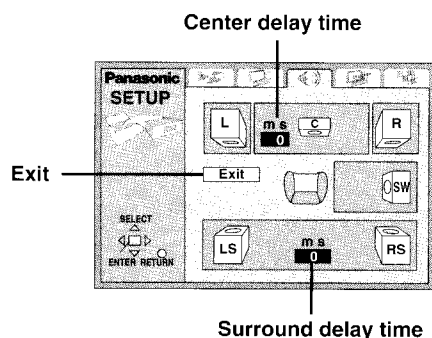 Center delay time
Panasonic
SETUP
L
m s
0
C
R
Exit
Exit
SW
SELECT
ENTER RETURN
LS
m s
0
RS
Surround delay time